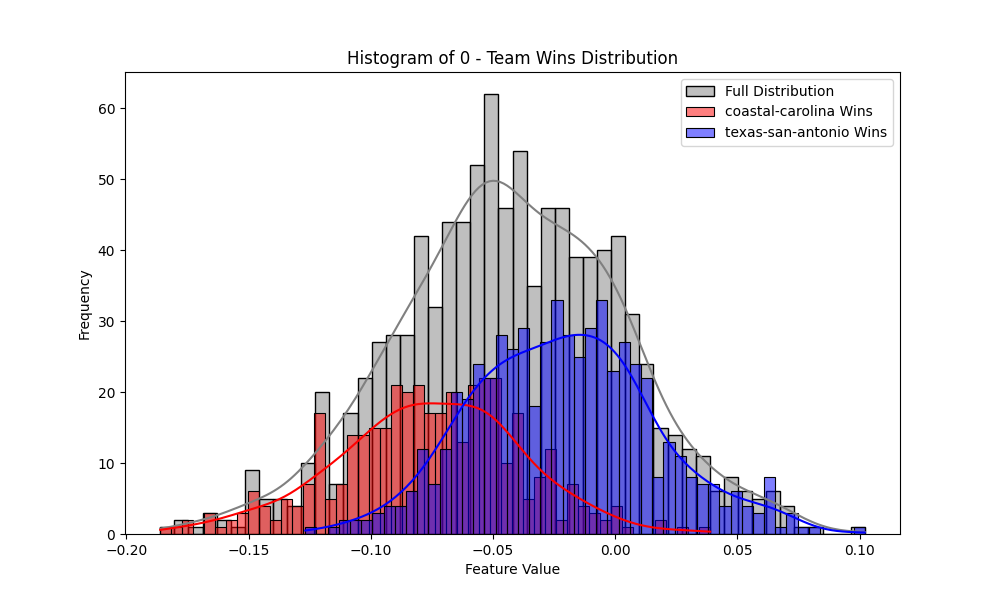 Histogram of 0 - Team Wins Distribution
Full Distribution
coastal-carolina Wins
texas-san-antonio Wins
60
50
40
30
20
10
0
Frequency
−0.20 −0.15 −0.10 −0.05 0.00 0.05 0.10
Feature Value